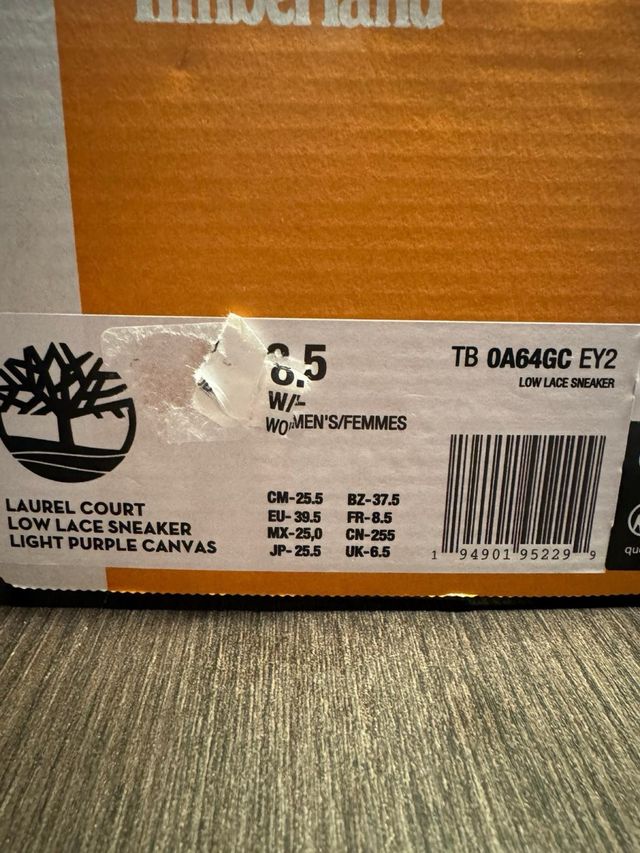 Timberland
8.5
W/L
WOMEN'S/FEMMES
CM-25.5 BZ-37.5
EU-39.5 FR-8.5
MX-25,0 CN-255
JP-25.5 UK-6.5
TB 0A64GC EY2
LOW LACE SNEAKER
1 94901 95229 9
LAUREL COURT
LOW LACE SNEAKER
LIGHT PURPLE CANVAS